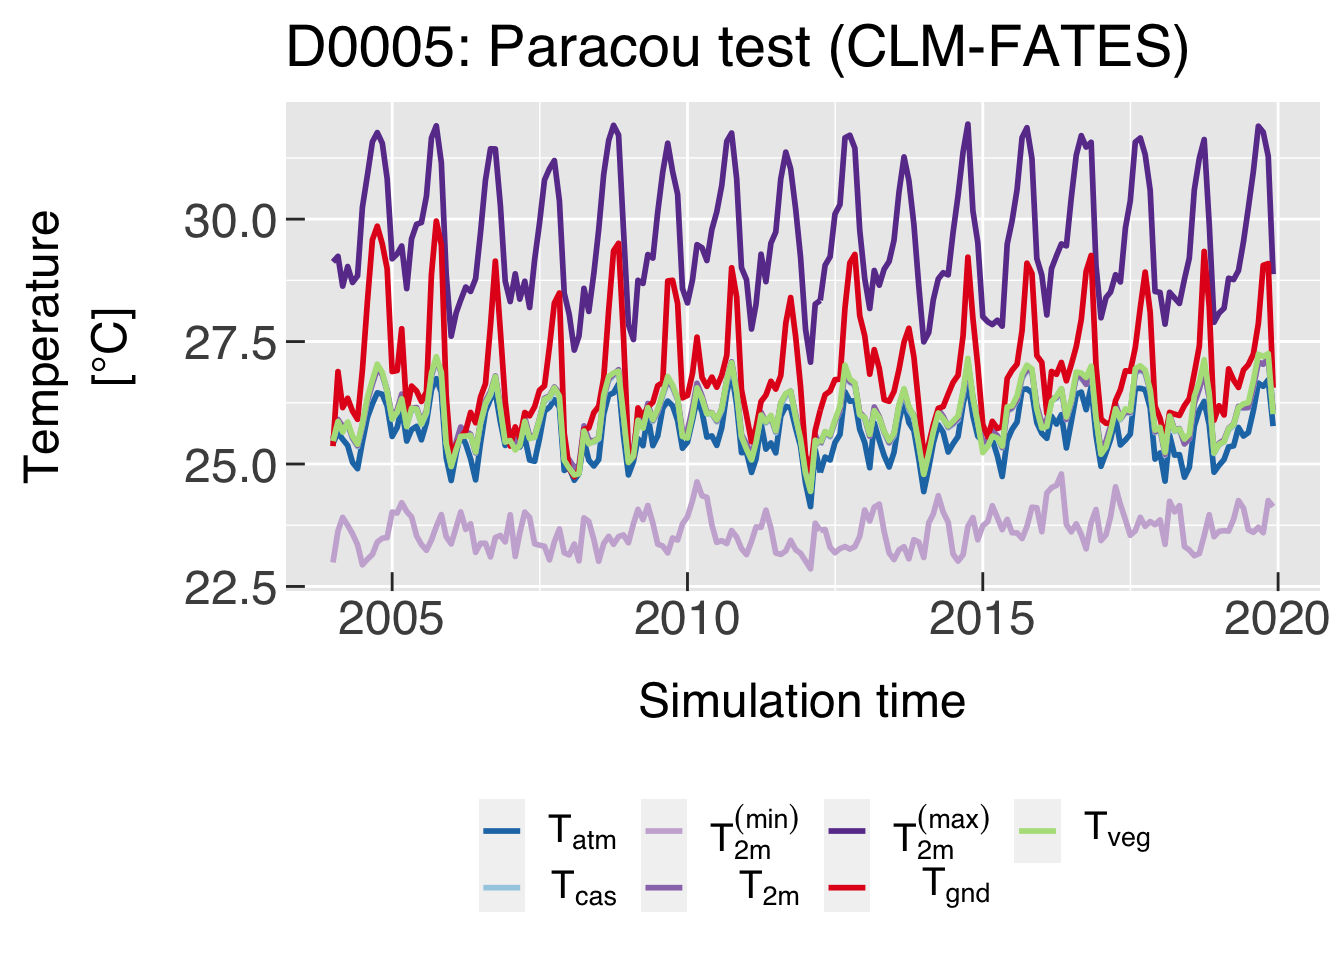 D0005: Paracou test (CLM-FATES)
Temperature
[°C]
30.0
27.5
25.0
22.5
2005 2010 2015 2020
Simulation time
T_atm T_2m^(min) T_2m^(max) T_veg
T_cas T_2m T_gnd